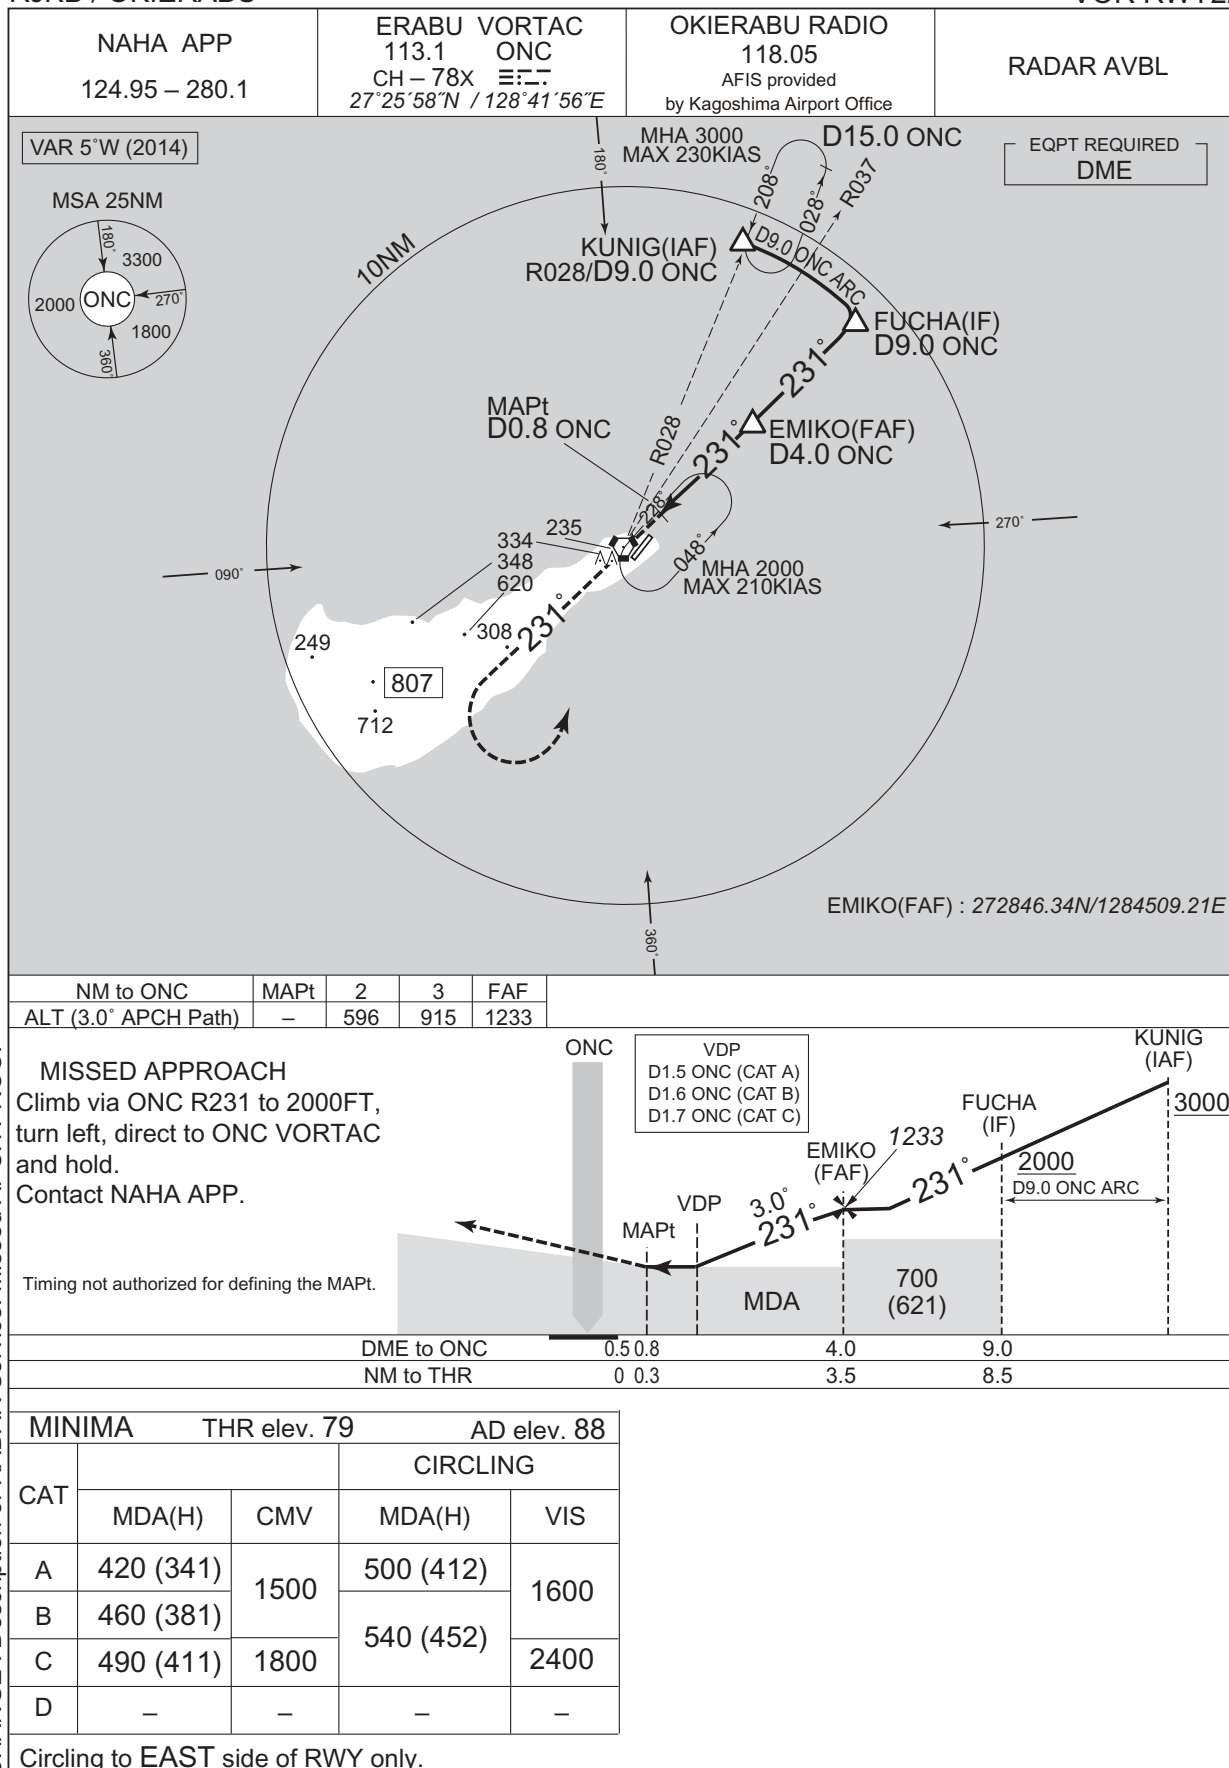 NAHA APP
124.95 – 280.1
ERABU VORTAC
113.1 ONC
CH – 78X
27°25´58˝N / 128°41´56˝E
OKIERABU RADIO
118.05
AFIS provided
by Kagoshima Airport Office
RADAR AVBL
VAR 5˚W (2014)
MSA 25NM
180˚
3300
2000
ONC
270˚
1800
360˚
180˚
MHA 3000
MAX 230KIAS
D15.0 ONC
EQPT REQUIRED
DME
208˚
028˚
R037
10NM
KUNIG(IAF)
R028/D9.0 ONC
D9.0 ONC ARC
FUCHA(IF)
D9.0 ONC
231˚
MAPt
D0.8 ONC
R028
231˚
EMIKO(FAF)
D4.0 ONC
228˚
270˚
334
235
348
620
048˚
MHA 2000
MAX 210KIAS
090˚
249
308
231˚
807
712
EMIKO(FAF) : 272846.34N/1284509.21E
360˚
NM to ONC MAPt 2 3 FAF
ALT (3.0˚ APCH Path) – 596 915 1233
MISSED APPROACH
Climb via ONC R231 to 2000FT,
turn left, direct to ONC VORTAC
and hold.
Contact NAHA APP.
Timing not authorized for defining the MAPt.
ONC
VDP
D1.5 ONC (CAT A)
D1.6 ONC (CAT B)
D1.7 ONC (CAT C)
KUNIG
(IAF)
3000
FUCHA
(IF)
2000
D9.0 ONC ARC
EMIKO
(FAF)
1233
231˚
3.0˚
231˚
VDP
MAPt
MDA
700
(621)
DME to ONC 0.5 0.8 4.0 9.0
NM to THR 0 0.3 3.5 8.5
MINIMA THR elev. 79 AD elev. 88
CAT
CIRCLING
MDA(H) CMV MDA(H) VIS
A 420 (341) 1500 500 (412) 1600
B 460 (381) 540 (452)
C 490 (411) 1800 2400
D – – – –
Circling to EAST side of RWY only.